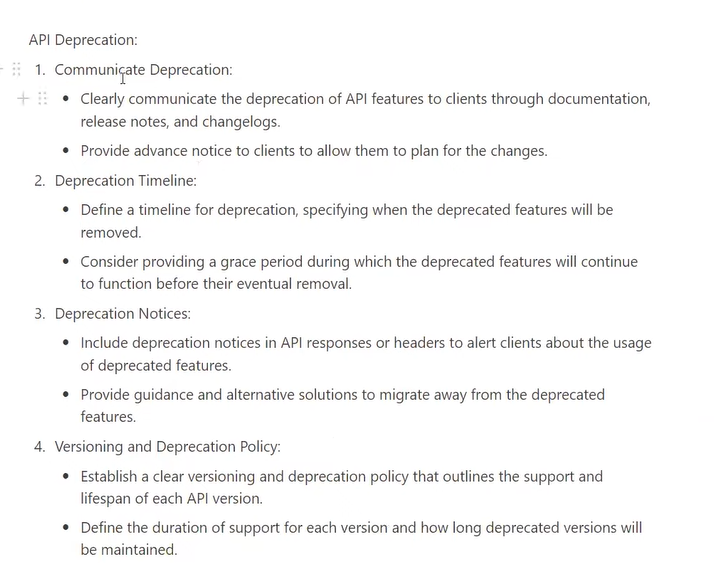 API Deprecation:
1. Communicate Deprecation:
• Clearly communicate the deprecation of API features to clients through documentation,
release notes, and changelogs.
• Provide advance notice to clients to allow them to plan for the changes.
2. Deprecation Timeline:
• Define a timeline for deprecation, specifying when the deprecated features will be
removed.
• Consider providing a grace period during which the deprecated features will continue
to function before their eventual removal.
3. Deprecation Notices:
• Include deprecation notices in API responses or headers to alert clients about the usage
of deprecated features.
• Provide guidance and alternative solutions to migrate away from the deprecated
features.
4. Versioning and Deprecation Policy:
• Establish a clear versioning and deprecation policy that outlines the support and
lifespan of each API version.
• Define the duration of support for each version and how long deprecated versions will
be maintained.